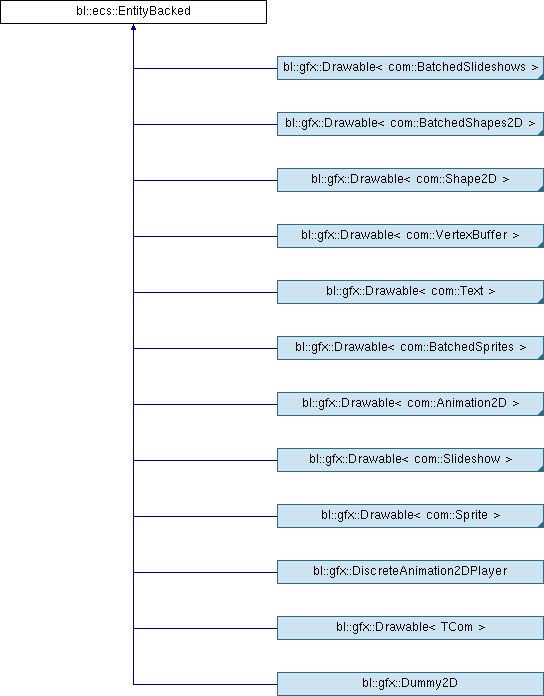 bl::ecs::EntityBacked
bl::gfx::Drawable< com::BatchedSlideshows >
bl::gfx::Drawable< com::BatchedShapes2D >
bl::gfx::Drawable< com::Shape2D >
bl::gfx::Drawable< com::VertexBuffer >
bl::gfx::Drawable< com::Text >
bl::gfx::Drawable< com::BatchedSprites >
bl::gfx::Drawable< com::Animation2D >
bl::gfx::Drawable< com::Slideshow >
bl::gfx::Drawable< com::Sprite >
bl::gfx::DiscreteAnimation2DPlayer
bl::gfx::Drawable< TCom >
bl::gfx::Dummy2D